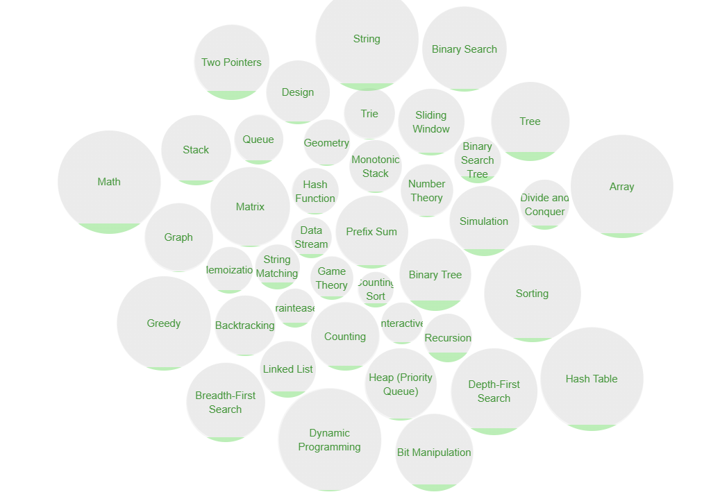 String
Binary Search
Two Pointers
Design
Trie
Sliding
Window
Tree
Queue
Geometry
Stack
Binary
Search
Tree
Monotonic
Stack
Math
Array
Hash
Function
Number
Theory
Divide and
Conquer
Matrix
Simulation
Prefix Sum
Graph
Data
Stream
String
Matching
lemoizatio
Game
Theory
Binary Tree
Counting
Sort
Sorting
raintease
Greedy
Backtracking
nteractive
Counting
Recursion
Linked List
Heap (Priority
Queue)
Hash Table
Breadth-First
Search
Depth-First
Search
Dynamic
Programming
Bit Manipulation